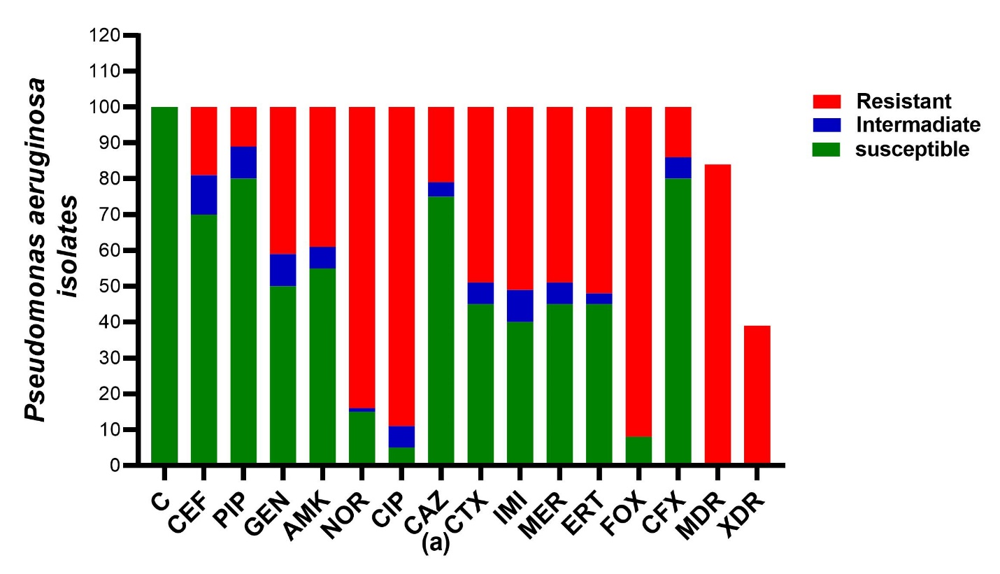 Pseudomonas aeruginosa
isolates
120
110
100
90
80
70
60
50
40
30
20
10
0
C
CEF
PIP
GEN
AMK
NOR
CIP
CAZ
CTX
IMI
MER
ERT
FOX
CFX
MDR
XDR
(a)
Resistant
Intermadiate
susceptible